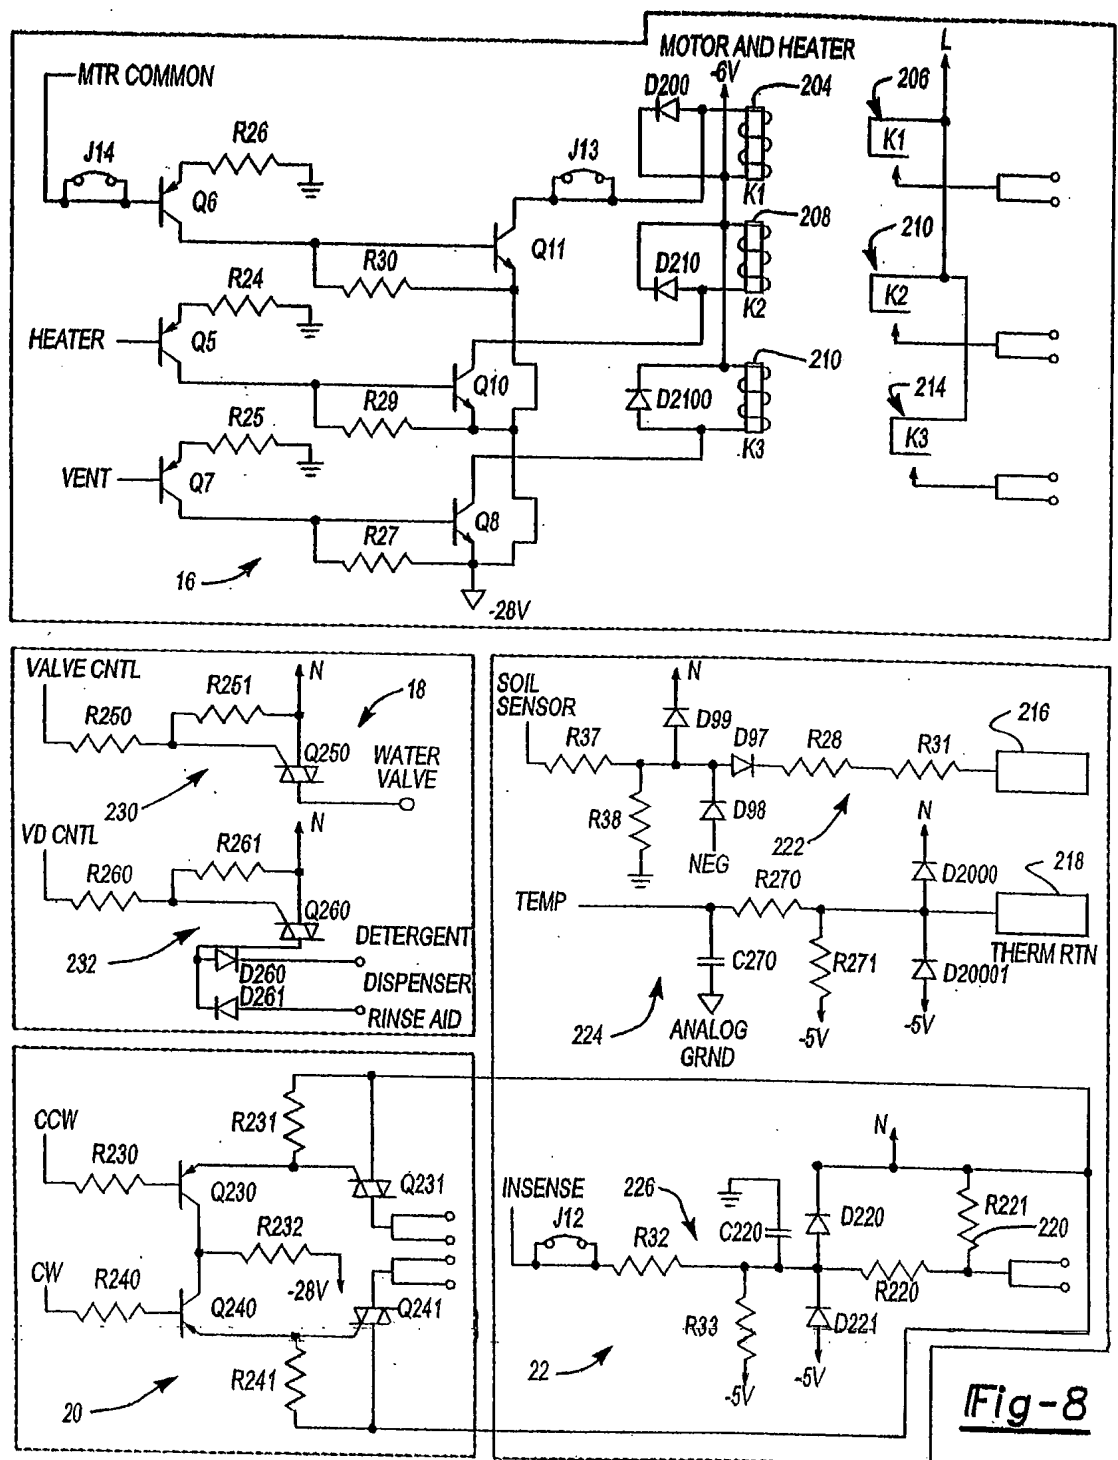 MOTOR AND HEATER
MTR COMMON
-6V
L
D200
204
206
K1
J14
R26
J13
Q6
K1
208
210
Q11
R30
D210
K2
R24
K2
HEATER
Q5
210
214
Q10
D2100
R29
K3
K3
R25
VENT
Q7
Q8
R27
16
-28V
VALVE CNTL
N
R251
18
R250
Q250
WATER
VALVE
230
N
VD CNTL
R261
R260
Q260
DETERGENT
232
D260
DISPENSER
D261
RINSE AID
SOIL
SENSOR
N
216
D99
R37
D97
R28
R31
R38
D98
N
NEG
222
218
R270
D2000
TEMP
C270
R271
THERM RTN
D20001
224
ANALOG
GRND
-5V
-5V
CCW
R231
R230
Q230
Q231
R232
CW
R240
-28V
Q240
Q241
R241
20
N
INSENSE
226
R221
J12
C220
D220
220
R32
R220
R33
D221
22
-5V
-5V
Fig-8